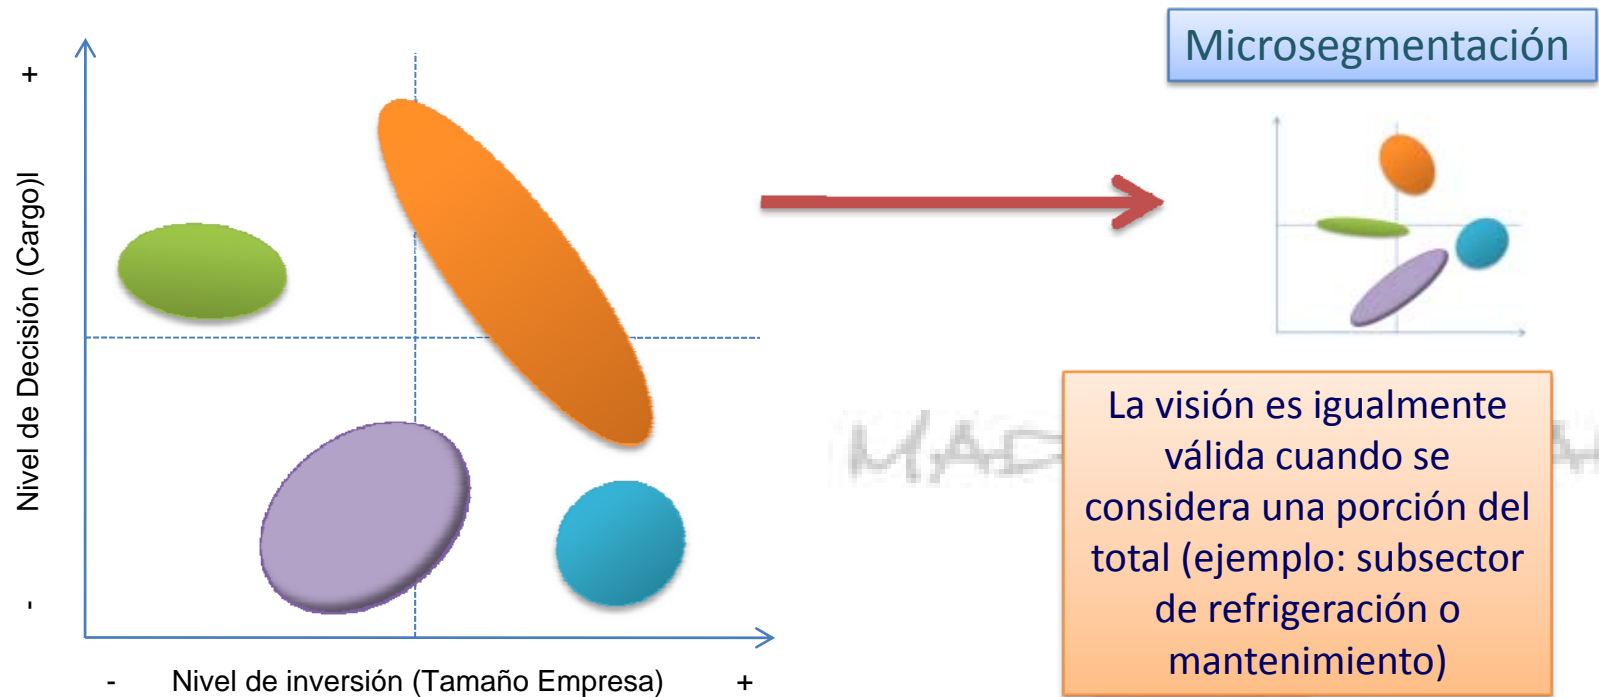 Microsegmentación
+
Nivel de Decisión (Cargo)l
-
- Nivel de inversión (Tamaño Empresa) +
La visión es igualmente
válida cuando se
considera una porción del
total (ejemplo: subsector
de refrigeración o
mantenimiento)